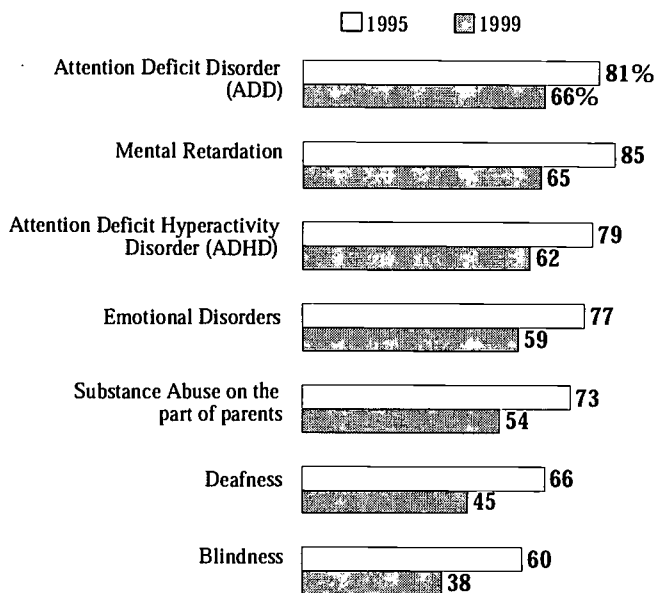 1995 1999
Attention Deficit Disorder
(ADD)
81%
66%
Mental Retardation
85
65
Attention Deficit Hyperactivity
Disorder (ADHD)
79
62
Emotional Disorders
77
59
Substance Abuse on the
part of parents
73
54
Deafness
66
45
Blindness
60
38